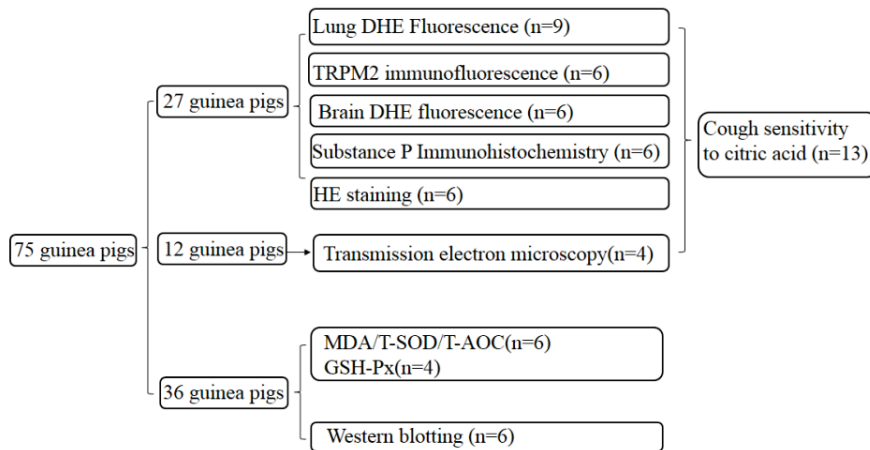 75 guinea pigs
27 guinea pigs
Lung DHE Fluorescence (n=9)
TRPM2 immunofluorescence (n=6)
Brain DHE fluorescence (n=6)
Substance P Immunohistochemistry (n=6)
HE staining (n=6)
12 guinea pigs
Transmission electron microscopy(n=4)
Cough sensitivity
to citric acid (n=13)
36 guinea pigs
MDA/T-SOD/T-AOC(n=6)
GSH-Px(n=4)
Western blotting (n=6)